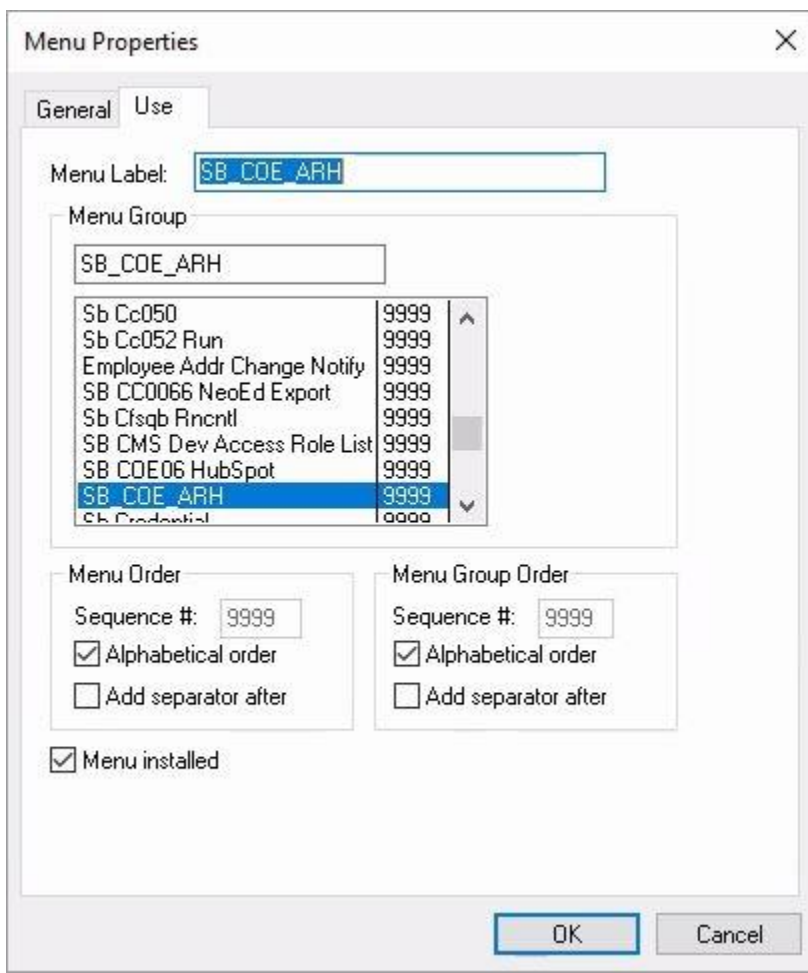 Menu Properties
General Use
Menu Label: SB_COE_ARH
Menu Group
SB_COE_ARH
Sb Cc050 9999
Sb Cc052 Run 9999
Employee Addr Change Notify 9999
SB CC0066 NeoEd Export 9999
Sb Cfsqb Rncntl 9999
SB CMS Dev Access Role List 9999
SB COE06 HubSpot 9999
SB_COE_ARH 9999
Sb Credential 9999
Menu Order
Sequence #: 9999
Alphabetical order
Add separator after
Menu Group Order
Sequence #: 9999
Alphabetical order
Add separator after
Menu installed
OK Cancel